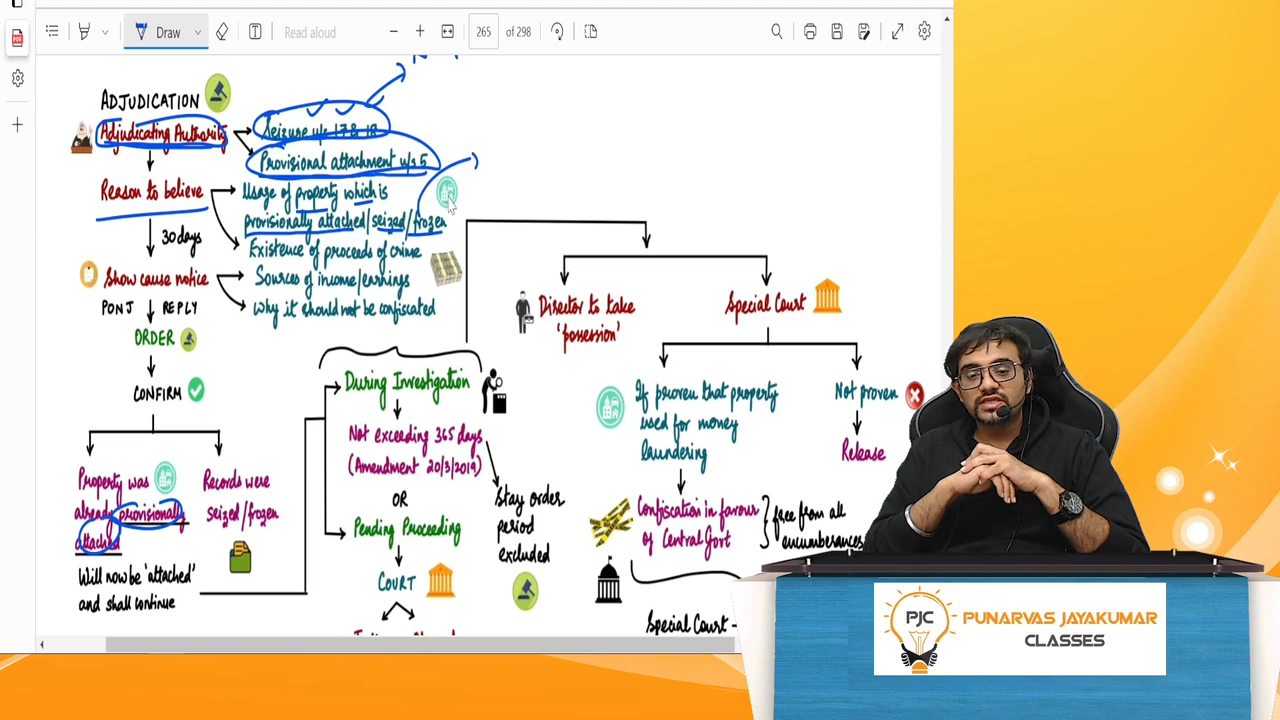 Draw
Read aloud
265
of 298
ADJUDICATION
Adjudicating Authority
Seizure u/s 17 & 18
Provisional attachment u/s 5
Reason to believe
Usage of property which is
provisionally attached/seized/frozen
30 days
Existence of proceeds of crime
Show cause notice
Sources of income/earnings
Why it should not be confiscated
PONJ
REPLY
ORDER
CONFIRM
Property was
already provisionally
attached
Will now be 'attached'
and shall continue
Records were
seized/frozen
During Investigation
Not exceeding 365 days
(Amendment 20/3/2019)
OR
Pending Proceeding
COURT
Stay order
period
excluded
Director to take
'possession'
Special Court
If proven that property
used for money
laundering
Confiscation in favour
of Central Govt
free from all
encumbrances
Not proven
Release
Special Court -
PJC
PUNARVAS JAYAKUMAR
CLASSES